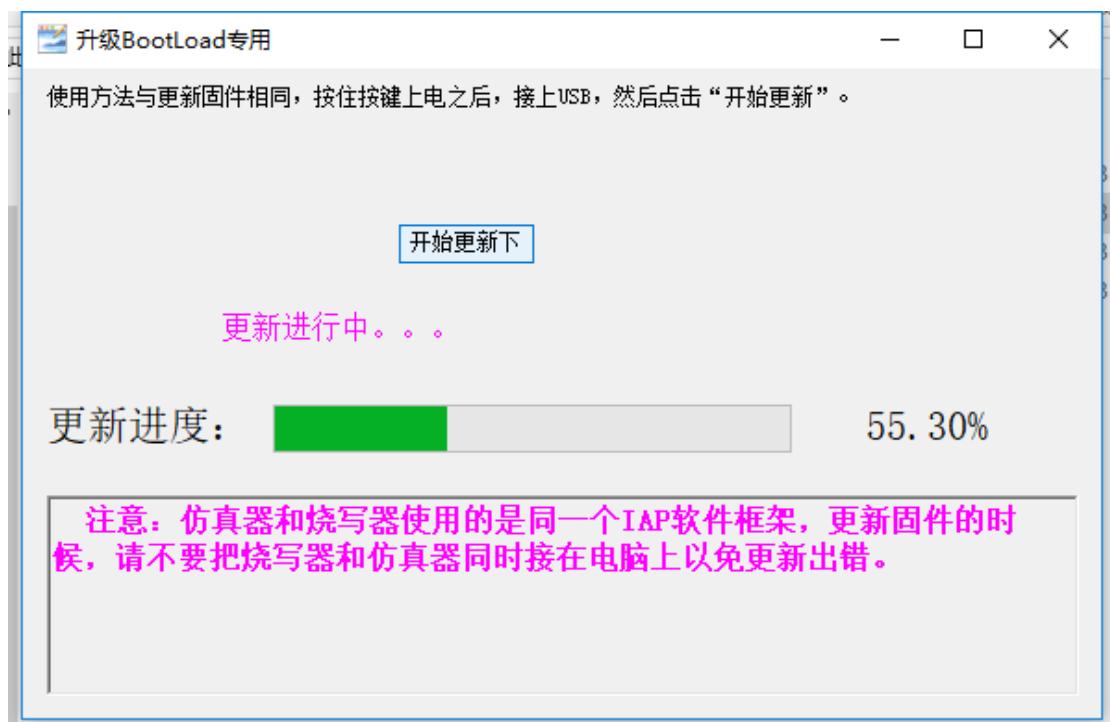 升级BootLoad专用
使用方法与更新固件相同，按住按键上电之后，接上USB，然后点击“开始更新”。
开始更新下
更新进行中。。。
更新进度： 55.30%
注意：仿真器和烧写器使用的是同一个IAP软件框架，更新固件的时
候，请不要把烧写器和仿真器同时接在电脑上以免更新出错。